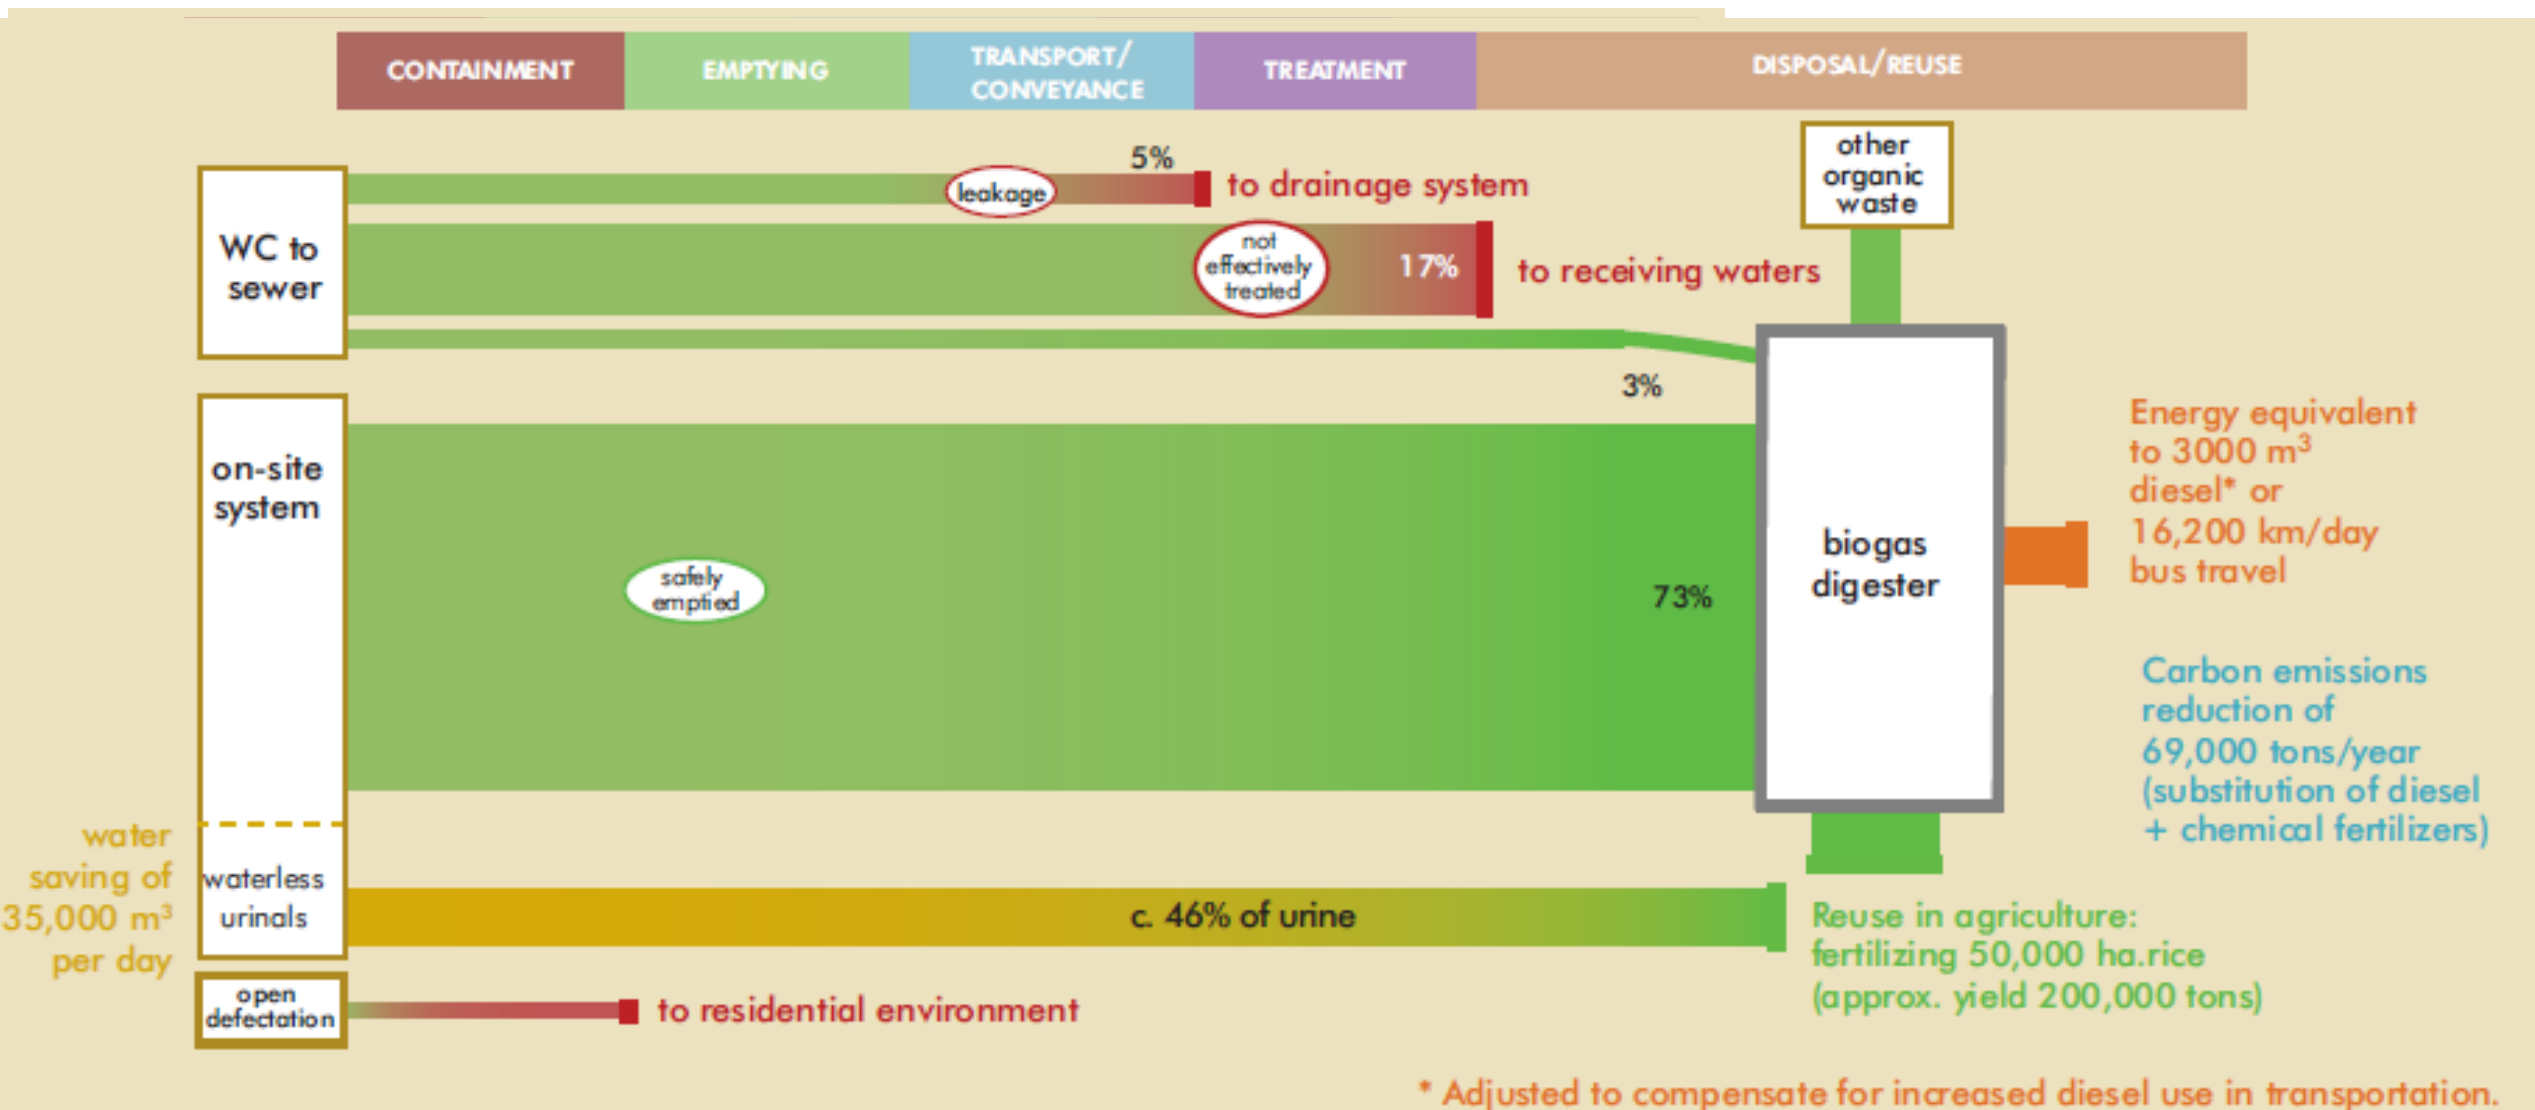 CONTAINMENT
EMPTYING
TRANSPORT/
CONVEYANCE
TREATMENT
DISPOSAL/REUSE
other
organic
waste
WC to
sewer
leakage
5%
to drainage system
not
effectively
treated
17%
to receiving waters
3%
on-site
system
safely
emptied
73%
biogas
digester
Energy equivalent
to 3000 m³
diesel* or
16,200 km/day
bus travel
Carbon emissions
reduction of
69,000 tons/year
(substitution of diesel
+ chemical fertilizers)
water
saving of
35,000 m³
per day
waterless
urinals
c. 46% of urine
Reuse in agriculture:
fertilizing 50,000 ha.rice
(approx. yield 200,000 tons)
open
defectation
to residential environment
* Adjusted to compensate for increased diesel use in transportation.